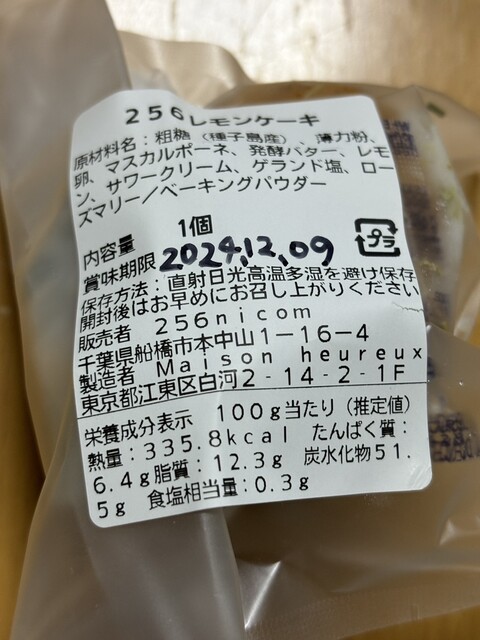 256レモンケーキ
原材料名：粗糖（種子島産）、薄力粉、
卵、マスカルポーネ、発酵バター、レモ
ン、サワークリーム、ゲランド塩、ロー
ズマリー／ベーキングパウダー
内容量 1個
賞味期限 2024,12,09
プラ
保存方法：直射日光高温多湿を避け保存
開封後はお早めにお召し上がりください
販売者 256nicom
千葉県船橋市本中山1－16－4
製造者 Maison heureux
東京都江東区白河2-14-2-1F
栄養成分表示 100g当たり（推定値）
熱量：335.8kcal たんぱく質：
6.4g脂質：12.3g 炭水化物51.
5g 食塩相当量：0.3g